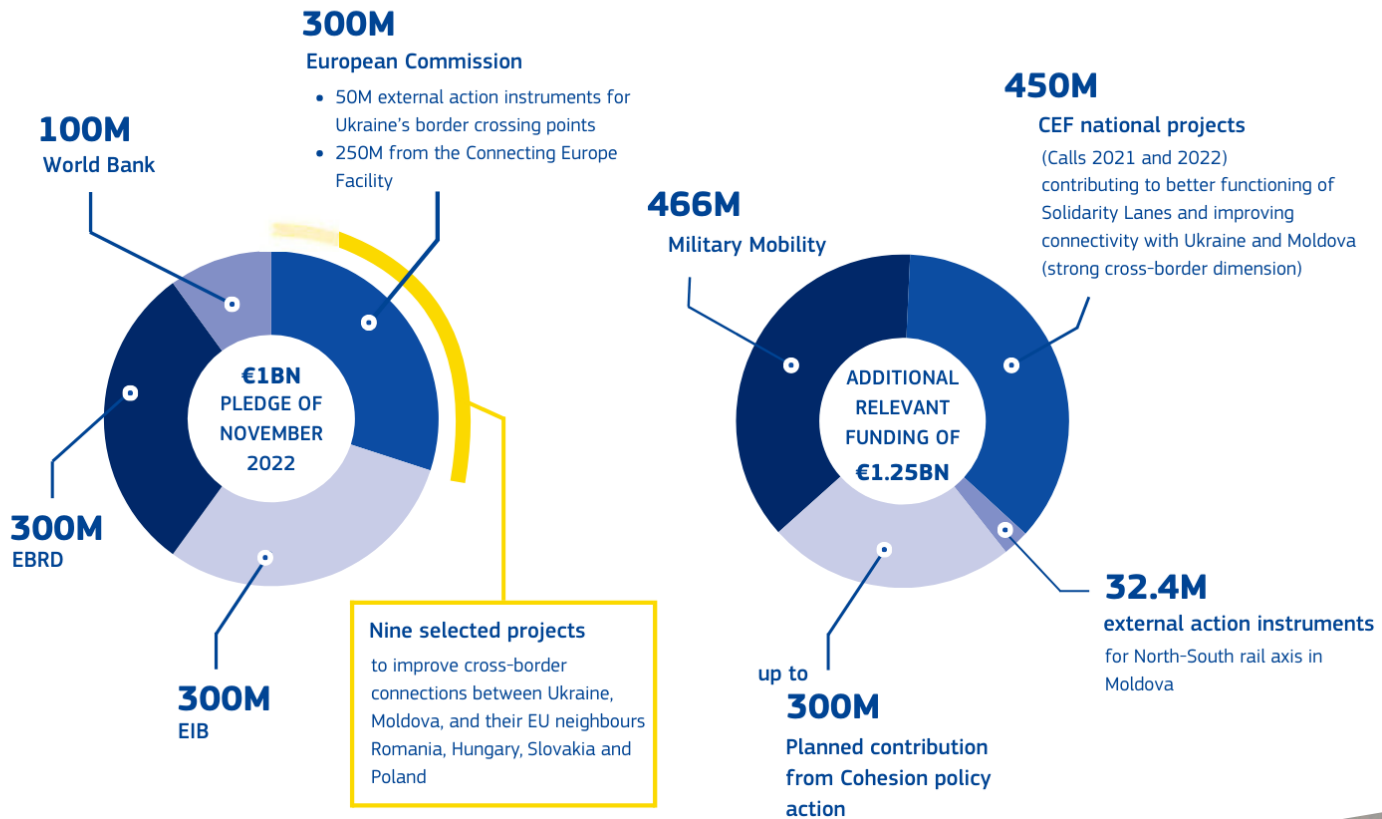 300M
European Commission
• 50M external action instruments for
Ukraine's border crossing points
• 250M from the Connecting Europe
Facility
100M
World Bank
€1BN
PLEDGE OF
NOVEMBER
2022
300M
EBRD
300M
EIB
Nine selected projects
to improve cross-border
connections between Ukraine,
Moldova, and their EU neighbours
Romania, Hungary, Slovakia and
Poland
450M
CEF national projects
(Calls 2021 and 2022)
contributing to better functioning of
Solidarity Lanes and improving
connectivity with Ukraine and Moldova
(strong cross-border dimension)
466M
Military Mobility
ADDITIONAL
RELEVANT
FUNDING OF
€1.25BN
32.4M
external action instruments
for North-South rail axis in
Moldova
up to
300M
Planned contribution
from Cohesion policy
action